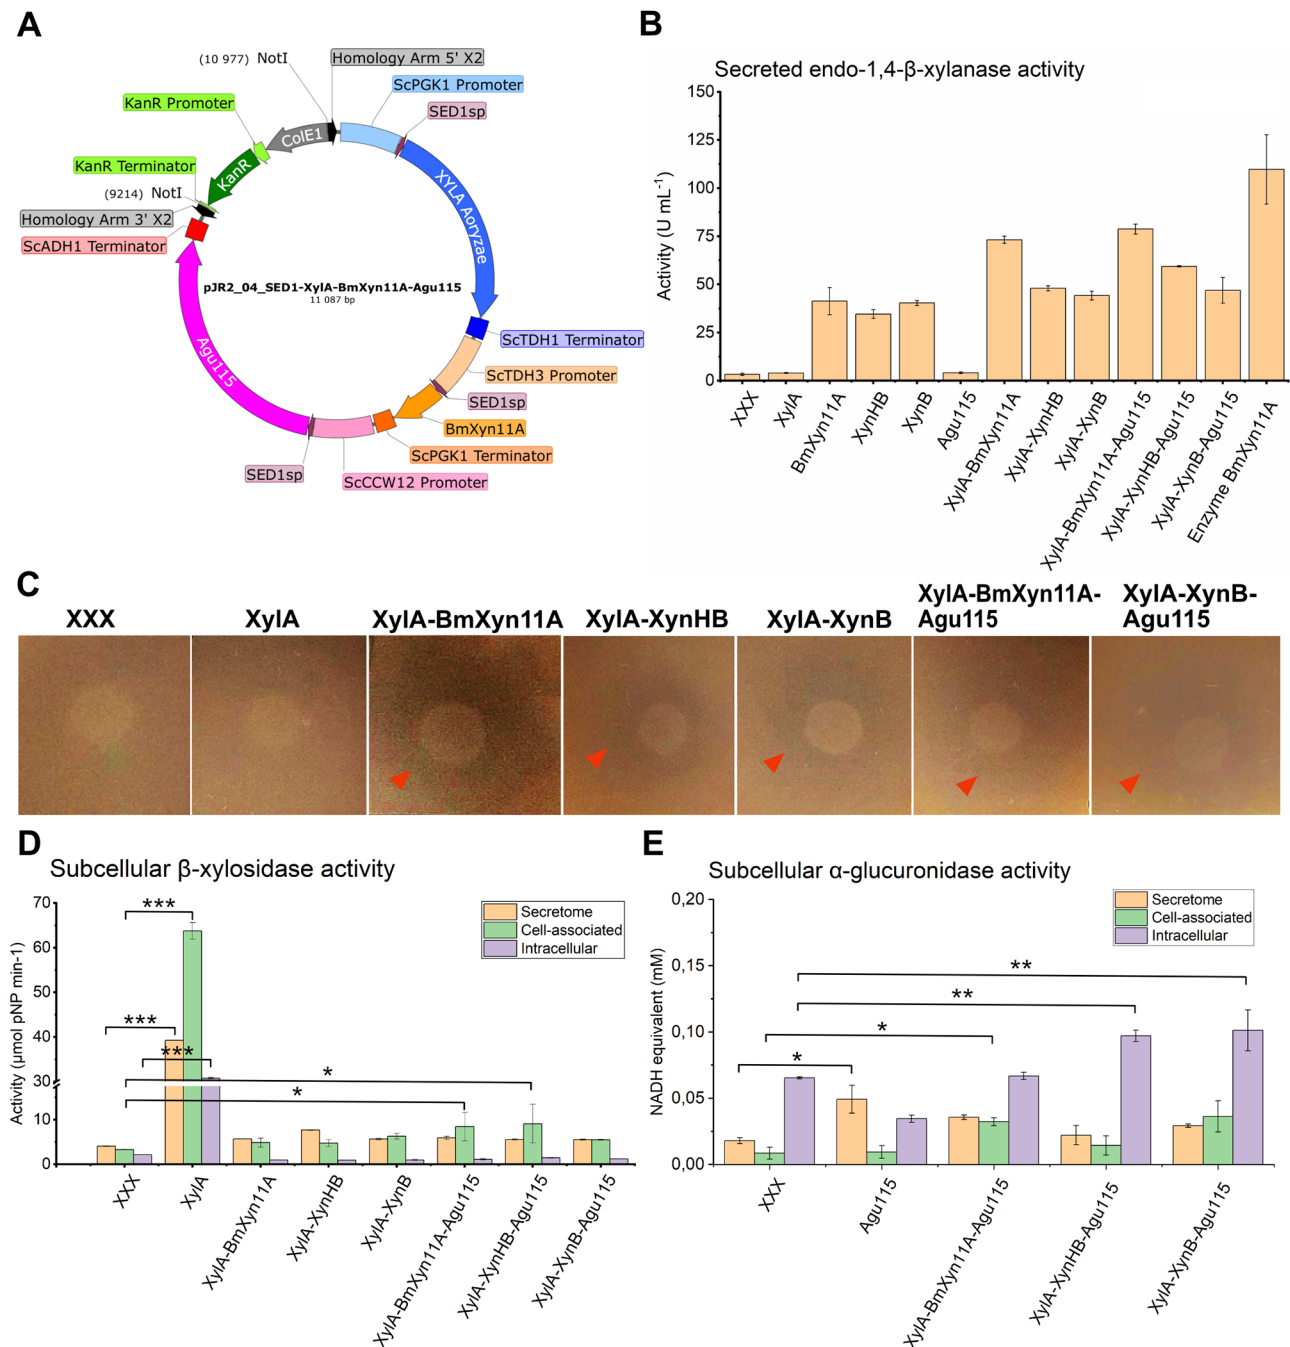 A
(10 977) NotI
Homology Arm 5' X2
ScPGK1 Promoter
KanR Promoter
SED1sp
ColE1
KanR Terminator
KanR
XYLA Aoryzae
(9214) NotI
Homology Arm 3' X2
ScADH1 Terminator
pJR2_04_SED1-XylA-BmXyn11A-Agu115
11 087 bp
ScTDH1 Terminator
Agu115
ScTDH3 Promoter
SED1sp
BmXyn11A
ScPGK1 Terminator
SED1sp
ScCCW12 Promoter
B
Secreted endo-1,4-β-xylanase activity
Activity (U mL-1)
150
125
100
75
50
25
0
XXX
XylA
BmXyn11A
XynHB
XynB
Agu115
XylA-BmXyn11A
XylA-XynHB
XylA-XynB
XylA-BmXyn11A-Agu115
XylA-XynHB-Agu115
XylA-XynB-Agu115
Enzyme BmXyn11A
C
XXX
XylA
XylA-BmXyn11A
XylA-XynHB
XylA-XynB
XylA-BmXyn11A-
Agu115
XylA-XynB-
Agu115
D
Subcellular β-xylosidase activity
Activity (µmol pNP min-1)
70
60
50
40
30
10
0
Secretome
Cell-associated
Intracellular
***
***
***
*
*
XXX
XylA
XylA-BmXyn11A
XylA-XynHB
XylA-XynB
XylA-BmXyn11A-Agu115
XylA-XynHB-Agu115
XylA-XynB-Agu115
E
Subcellular α-glucuronidase activity
NADH equivalent (mM)
0,20
0,15
0,10
0,05
0,00
Secretome
Cell-associated
Intracellular
**
**
*
*
XXX
Agu115
XylA-BmXyn11A-Agu115
XylA-XynHB-Agu115
XylA-XynB-Agu115